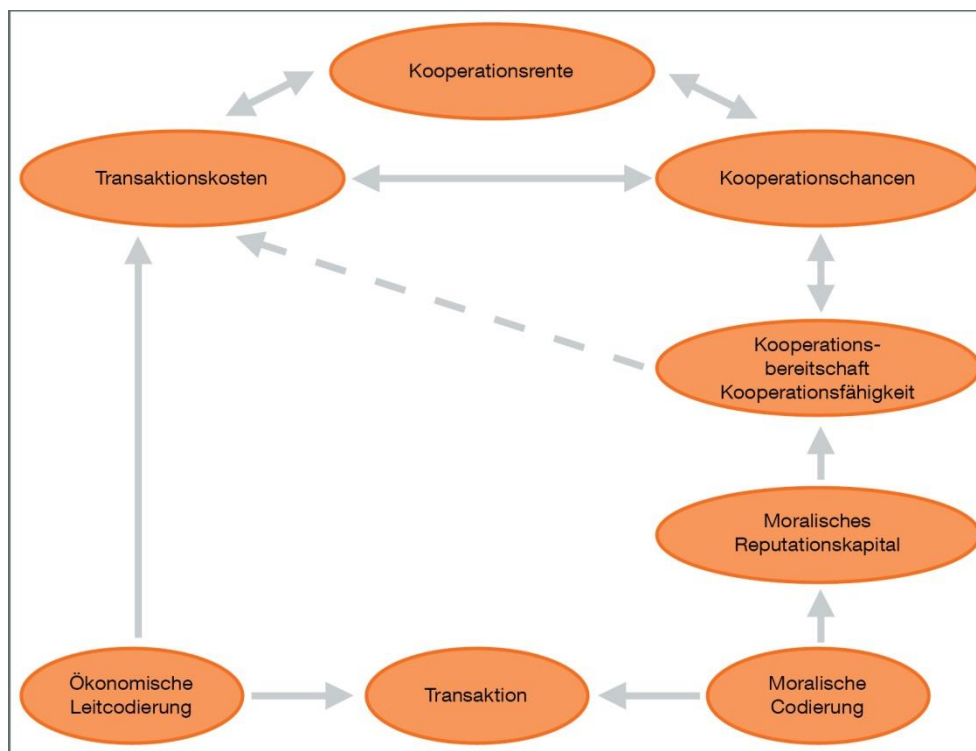 Kooperationsrente
Transaktionskosten
Kooperationschancen
Kooperations-
bereitschaft
Kooperationsfähigkeit
Moralisches
Reputationskapital
Ökonomische
Leitcodierung
Transaktion
Moralische
Codierung